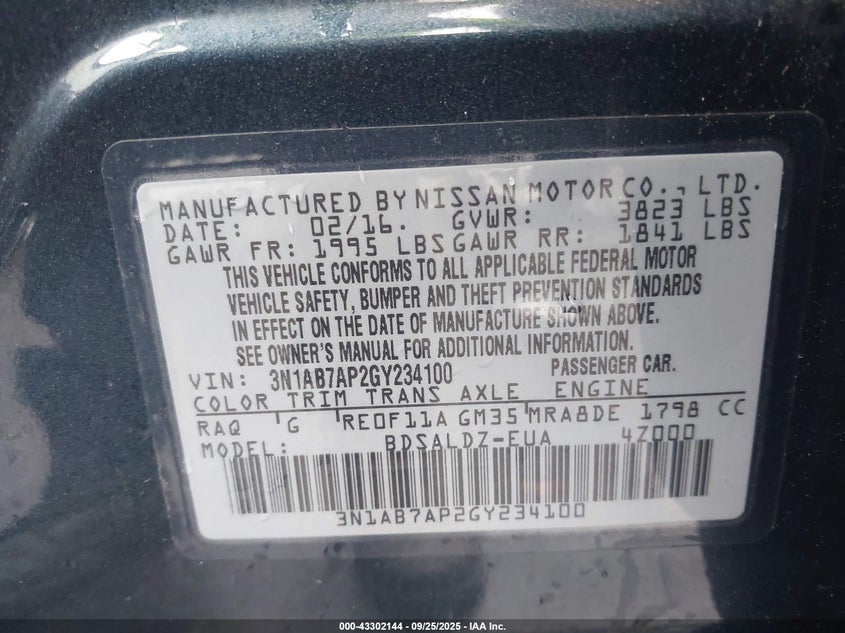 MANUFACTURED BY NISSAN MOTOR CO., LTD.
DATE: 02/16. GVWR: 3823 LBS
GAWR FR: 1995 LBS GAWR RR: 1841 LBS
THIS VEHICLE CONFORMS TO ALL APPLICABLE FEDERAL MOTOR
VEHICLE SAFETY, BUMPER AND THEFT PREVENTION STANDARDS
IN EFFECT ON THE DATE OF MANUFACTURE SHOWN ABOVE.
SEE OWNER'S MANUAL FOR ADDITIONAL INFORMATION.
VIN: 3N1AB7AP2GY234100 PASSENGER CAR.
COLOR TRIM TRANS AXLE ENGINE
RAQ G RE0F11A GM35 MRA8DE 1798 CC
MODEL: BDSALDZ-EUA 4Z000
3N1AB7AP2GY234100
000-43302144 - 09/25/2025 - IAA Inc.